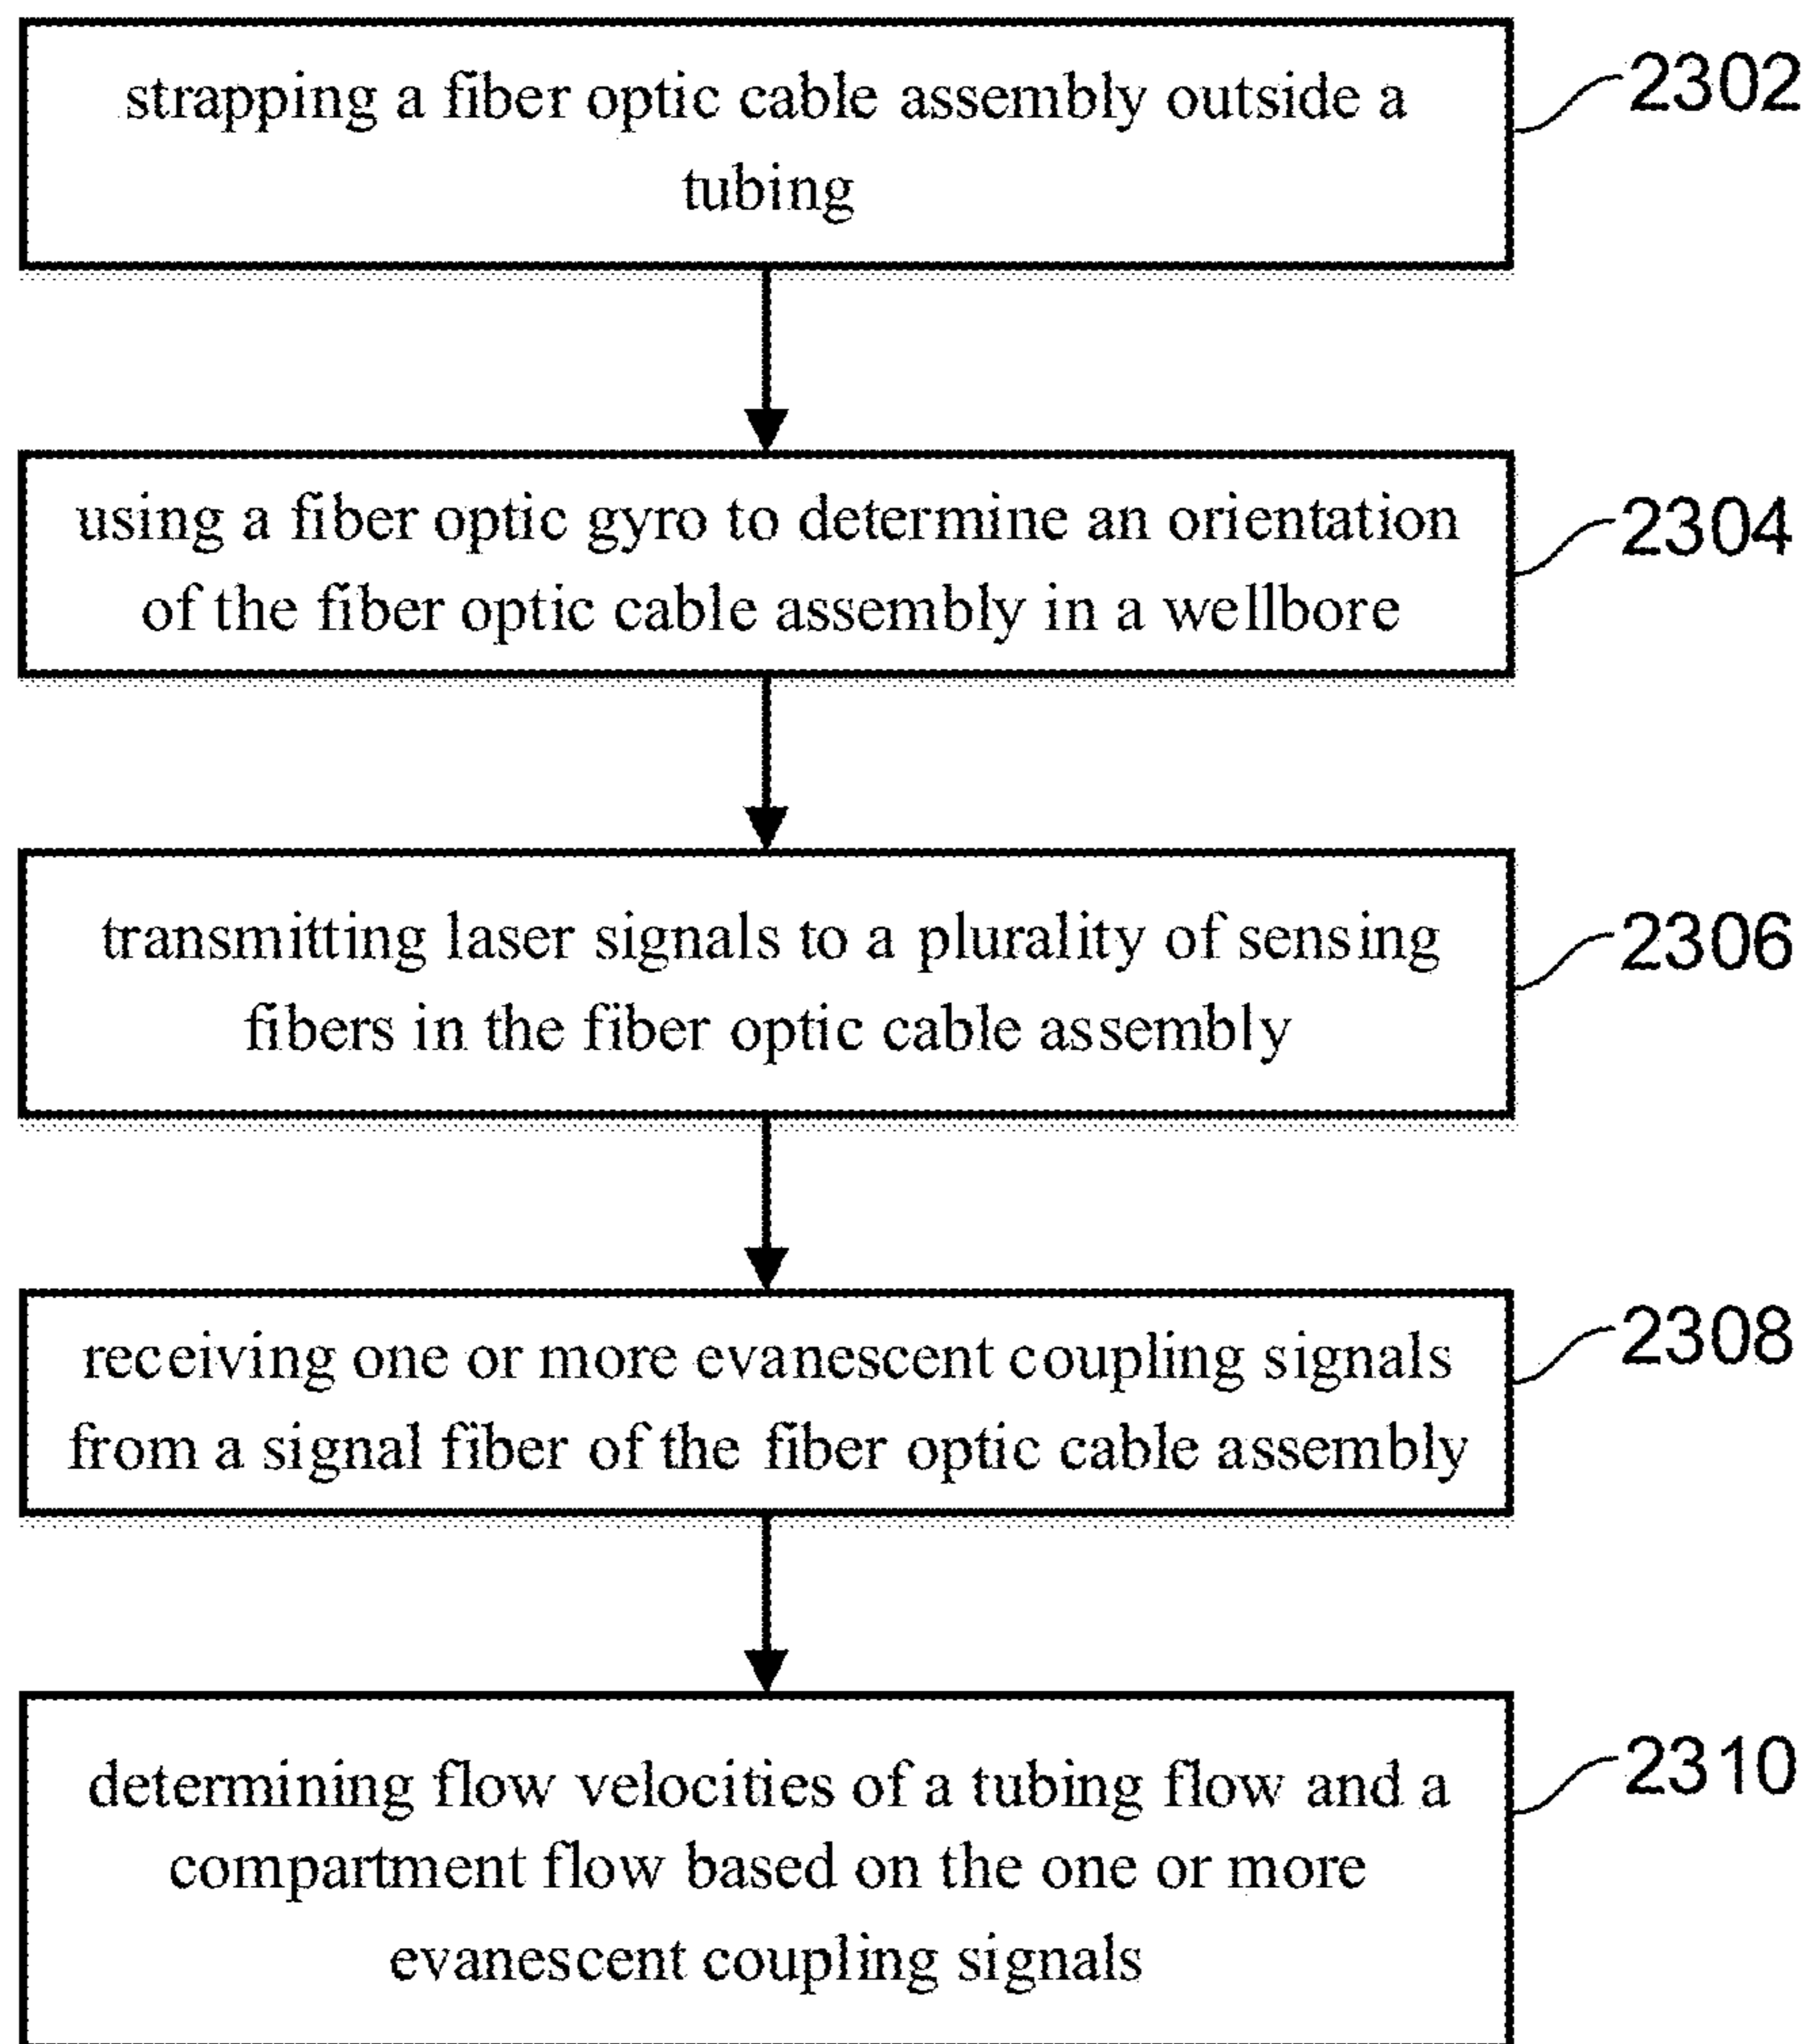 strapping a fiber optic cable assembly outside a
tubing
2302
using a fiber optic gyro to determine an orientation
of the fiber optic cable assembly in a wellbore
2304
transmitting laser signals to a plurality of sensing
fibers in the fiber optic cable assembly
2306
receiving one or more evanescent coupling signals
from a signal fiber of the fiber optic cable assembly
2308
determining flow velocities of a tubing flow and a
compartment flow based on the one or more
evanescent coupling signals
2310